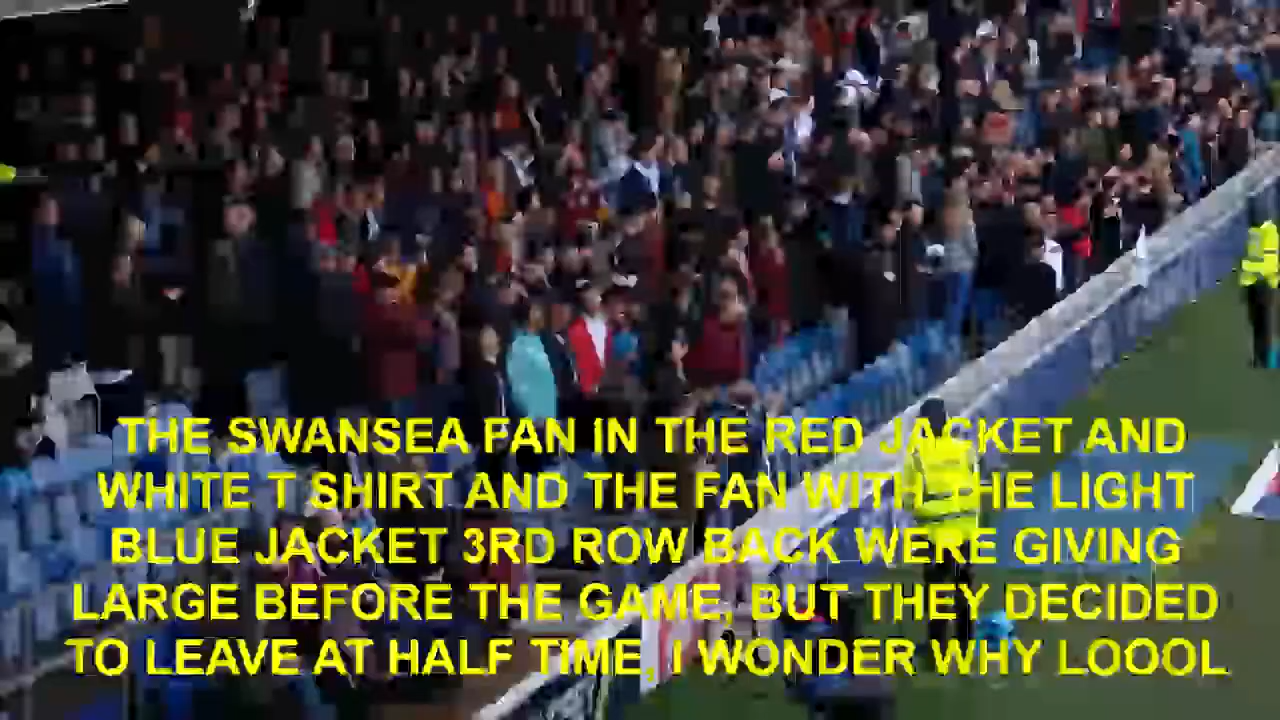 THE SWANSEA FAN IN THE RED JACKET AND
WHITE T SHIRT AND THE FAN WITH THE LIGHT
BLUE JACKET 3RD ROW BACK WERE GIVING
LARGE BEFORE THE GAME, BUT THEY DECIDED
TO LEAVE AT HALF TIME, I WONDER WHY LOOOL